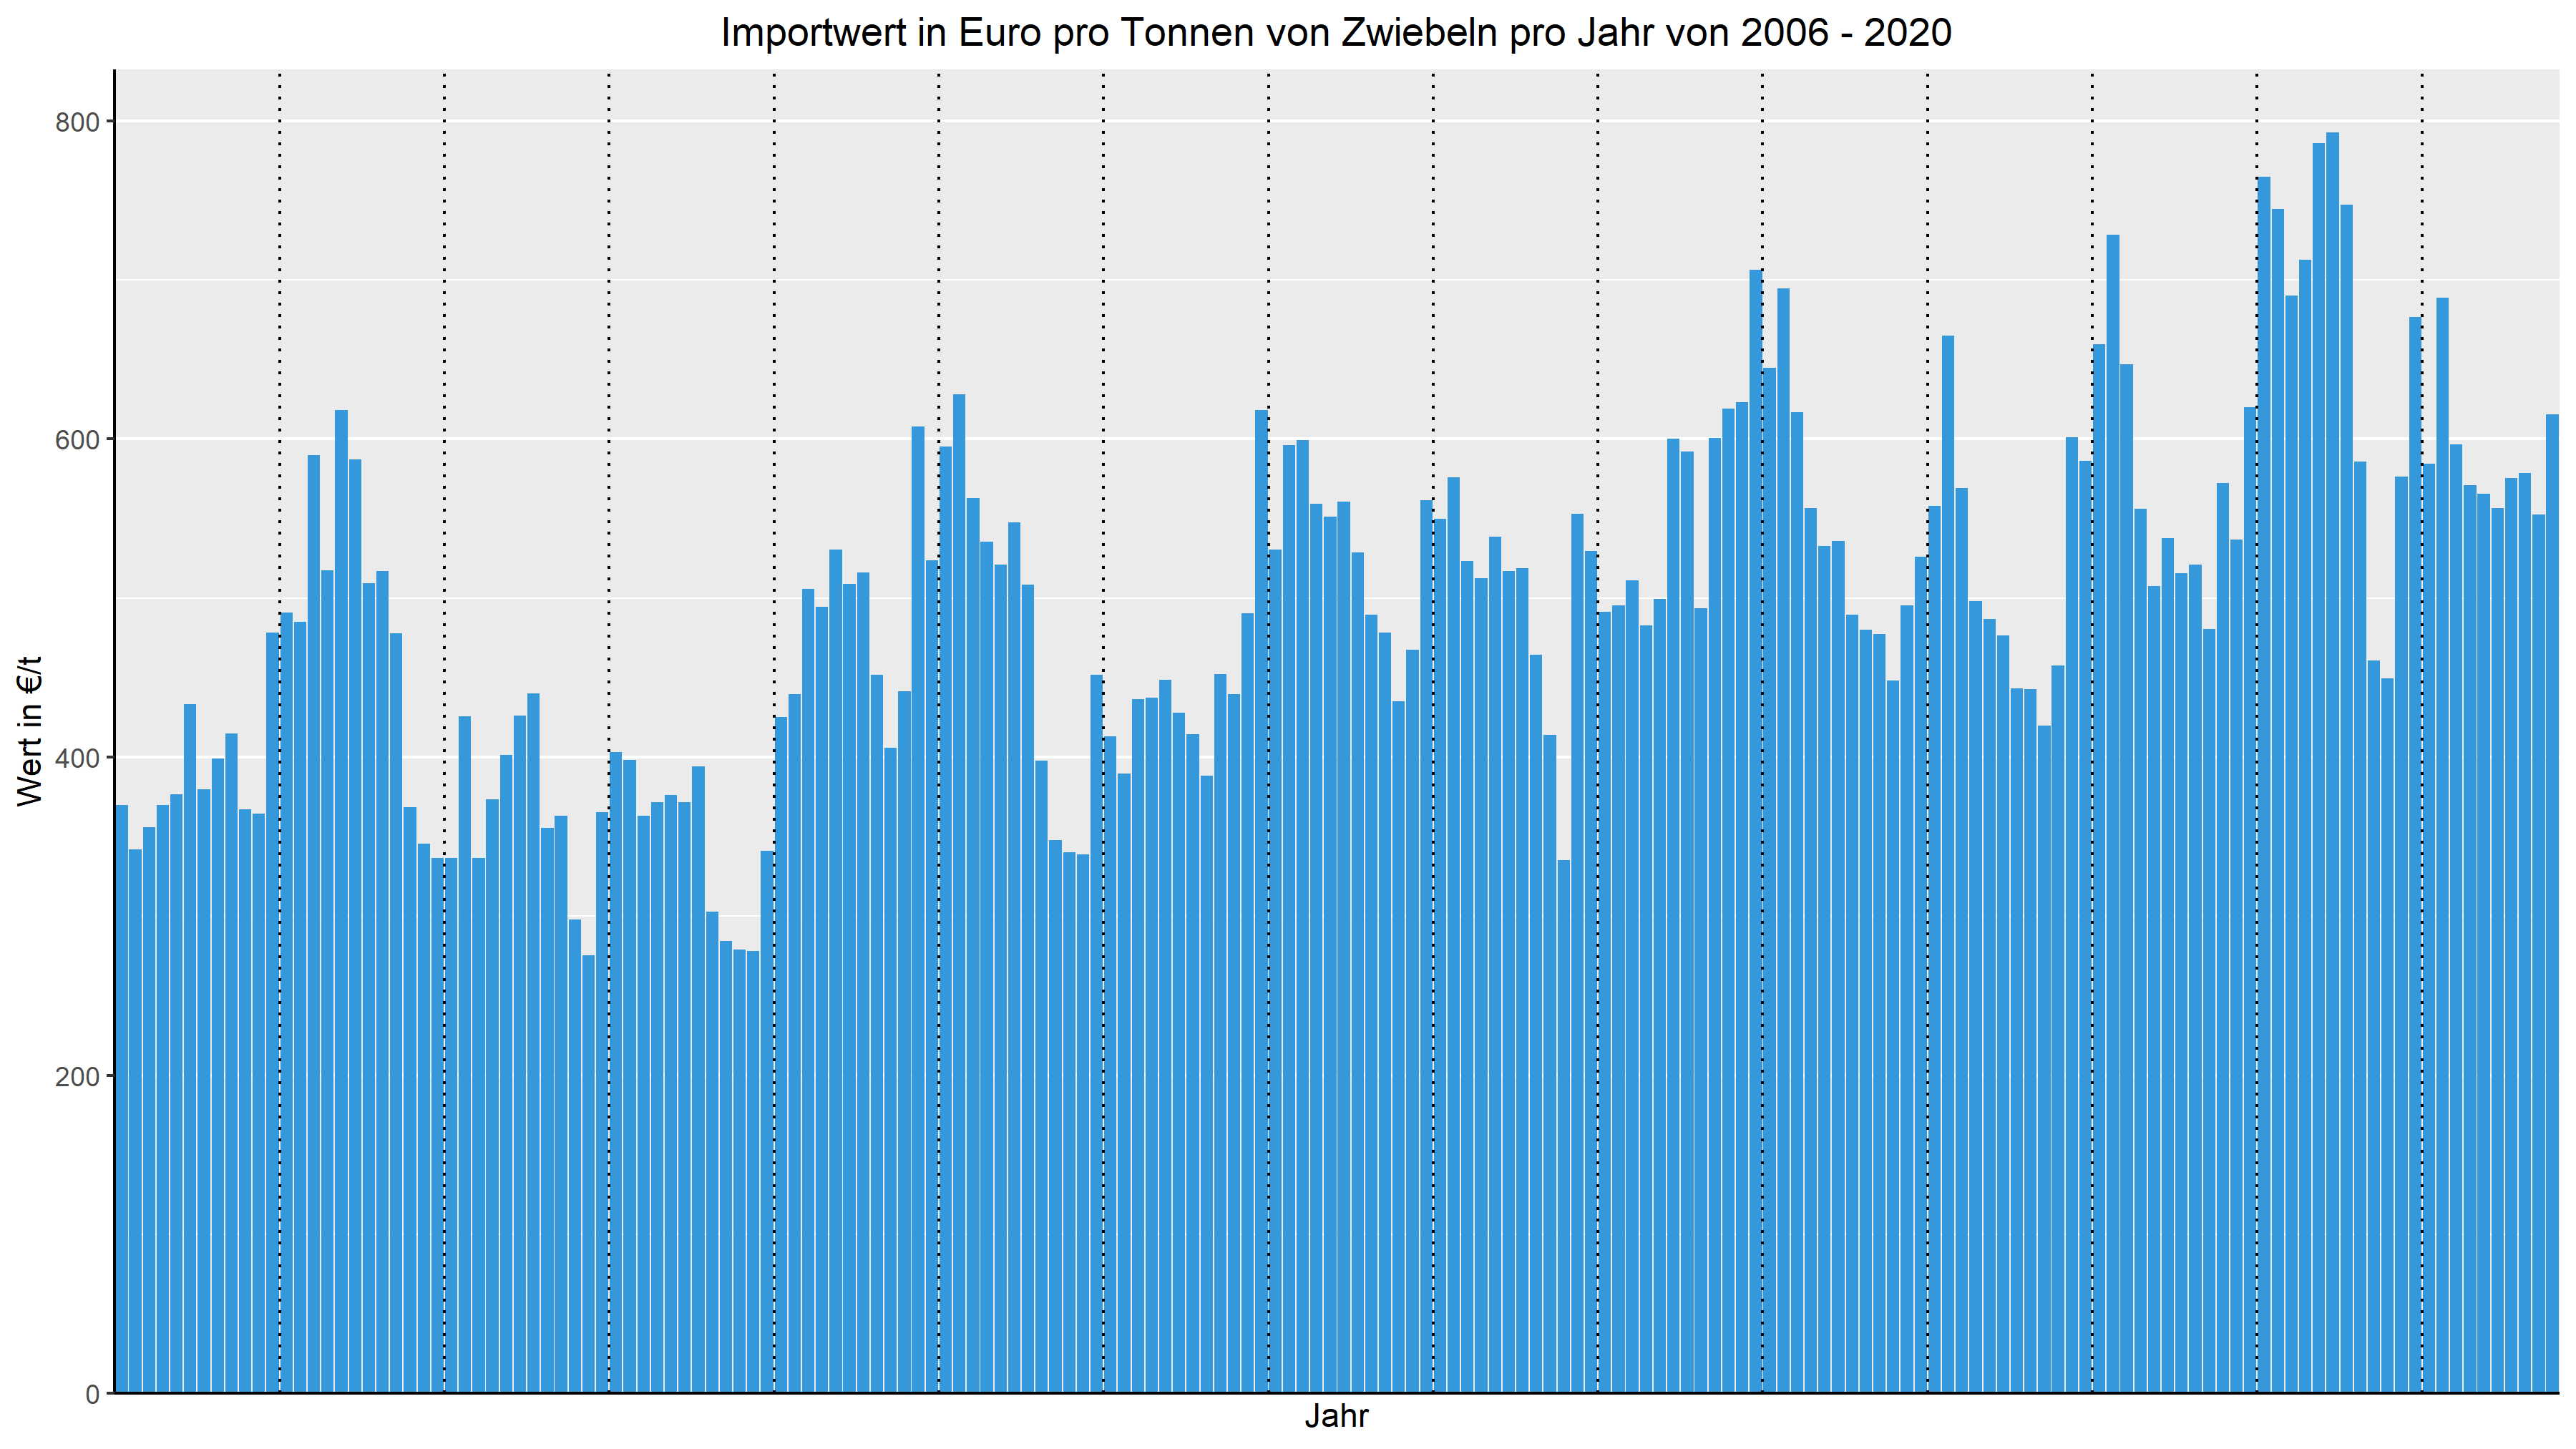 Importwert in Euro pro Tonnen von Zwiebeln pro Jahr von 2006 - 2020
800
600
400
200
0
Wert in €/t
Jahr